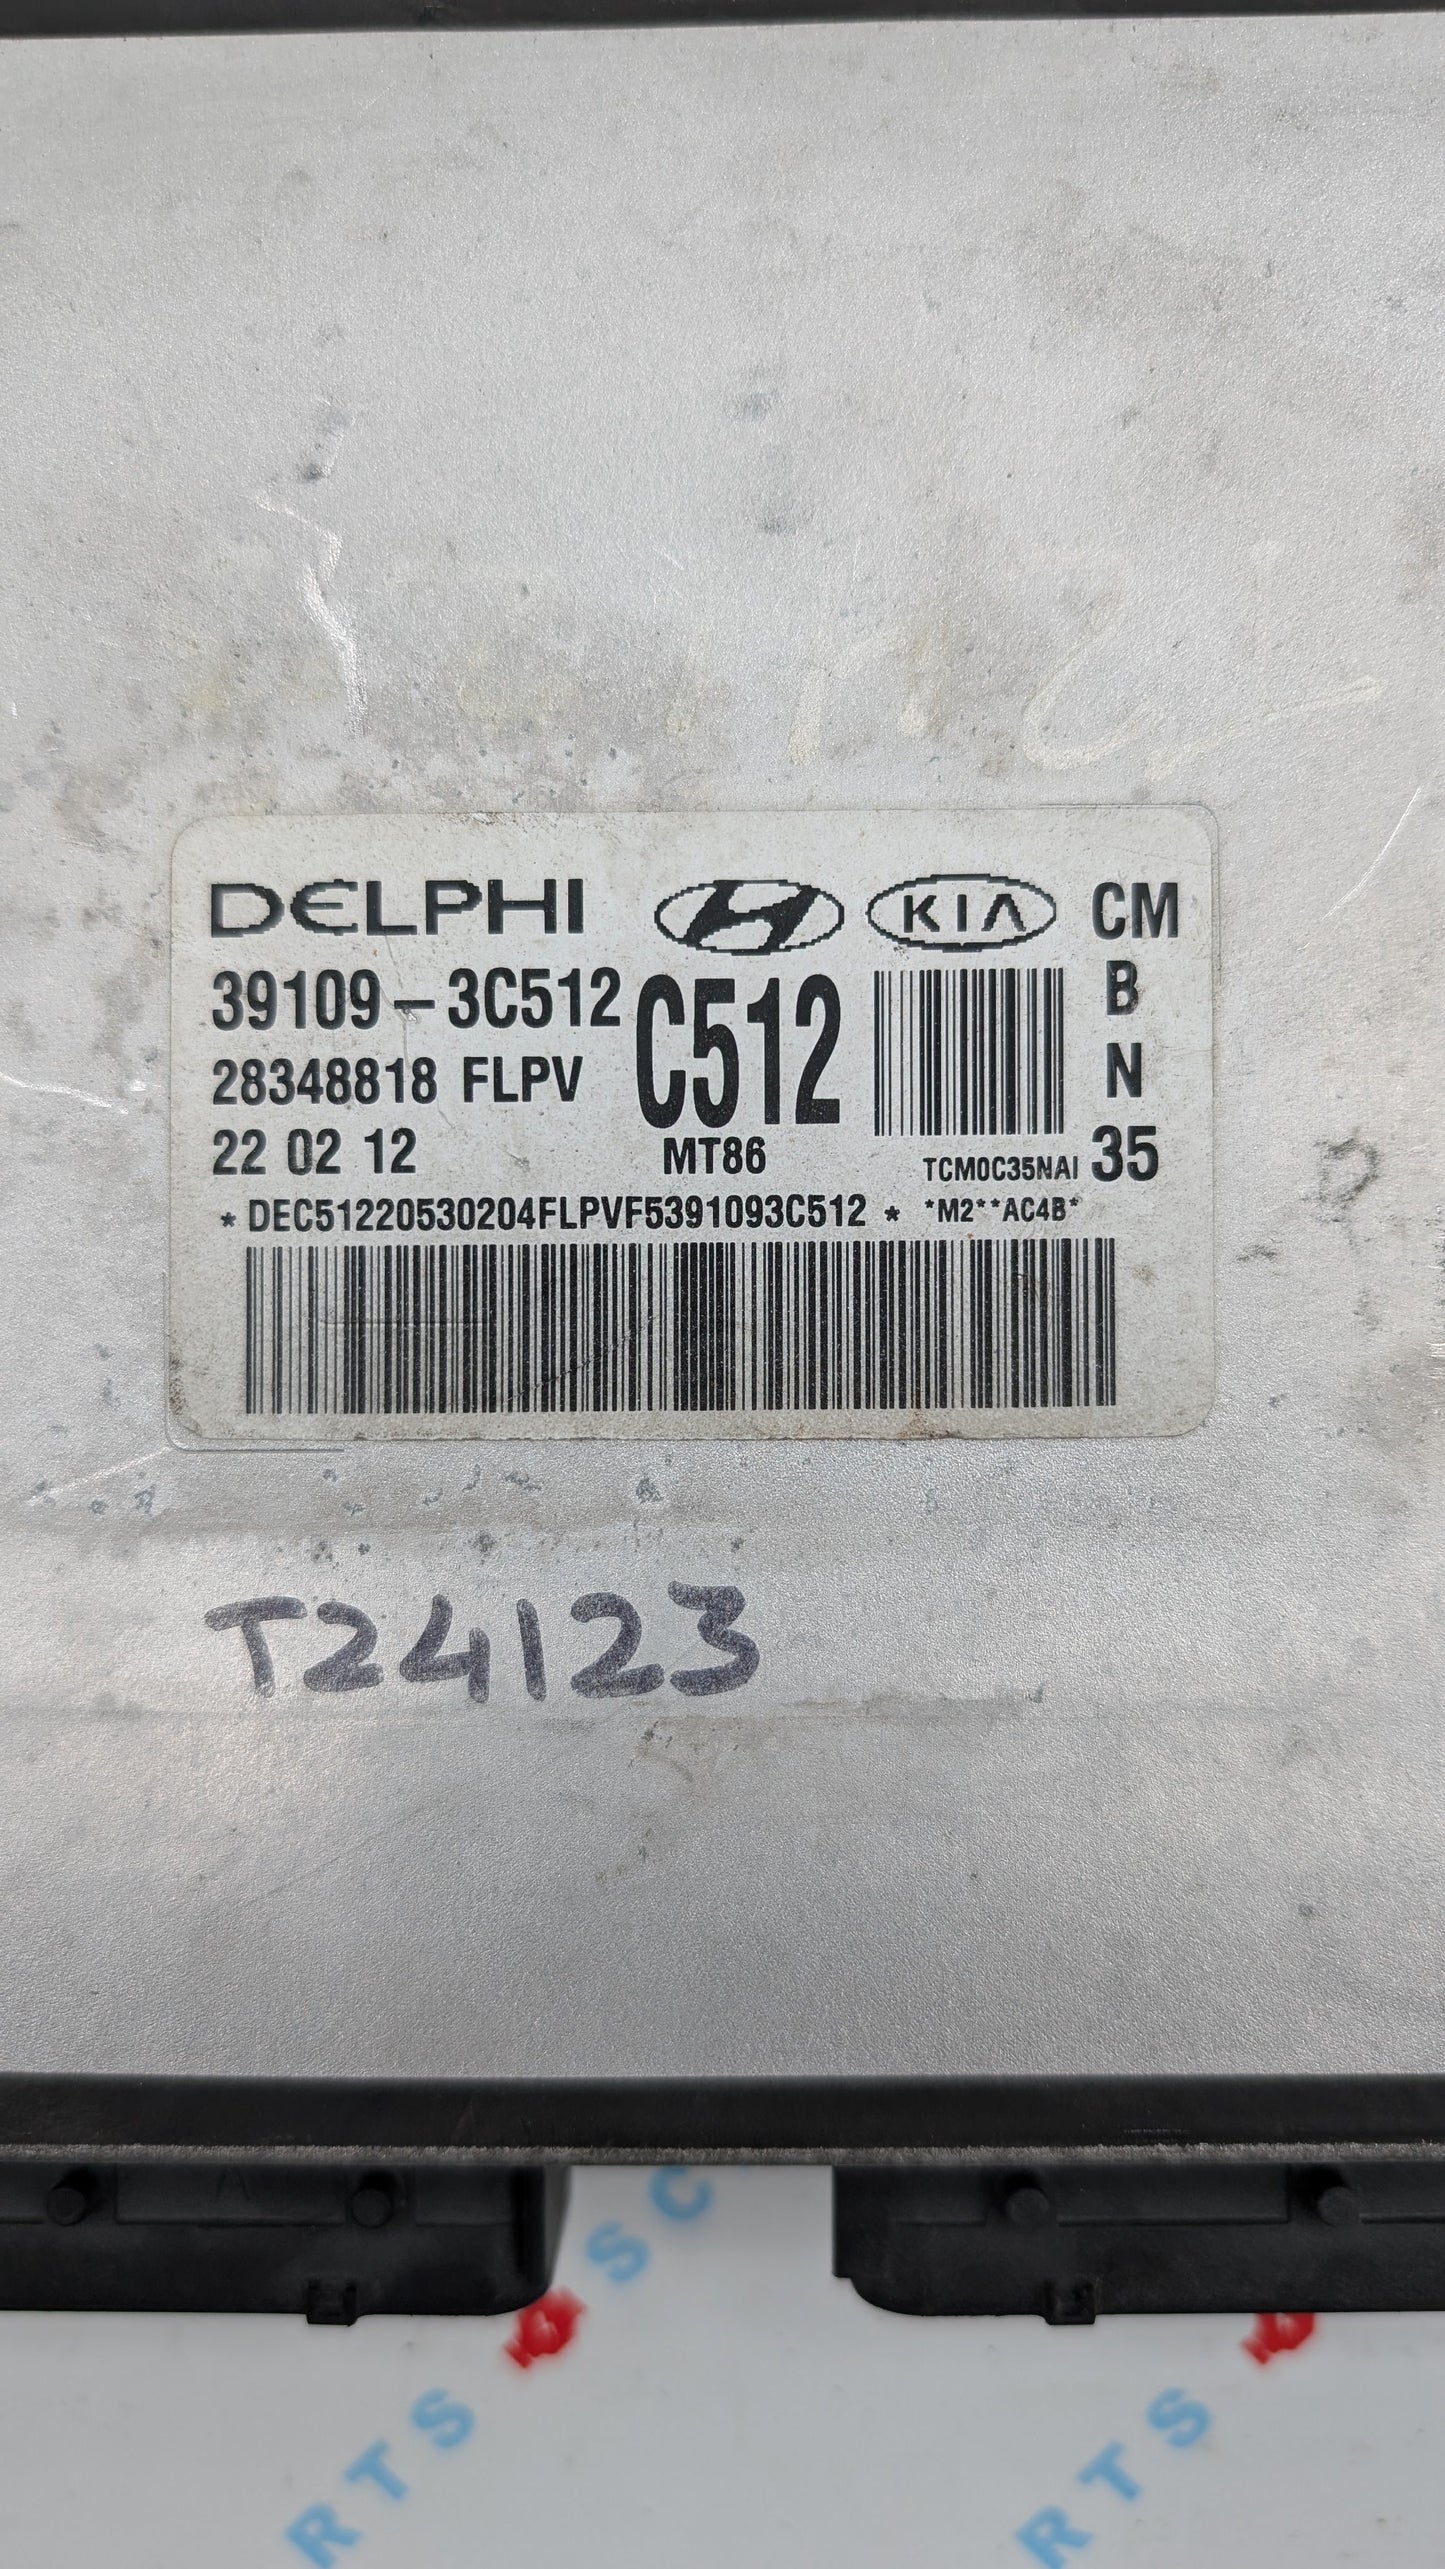 DELPHI KIA CM
39109-3C512 C512 B
28348818 FLPV N
22 02 12 MT86 TCM0C35NAI 35
*DEC51220530204FLPVF5391093C512* *M2**AC4B*
T24123
S C
R T S
R T S